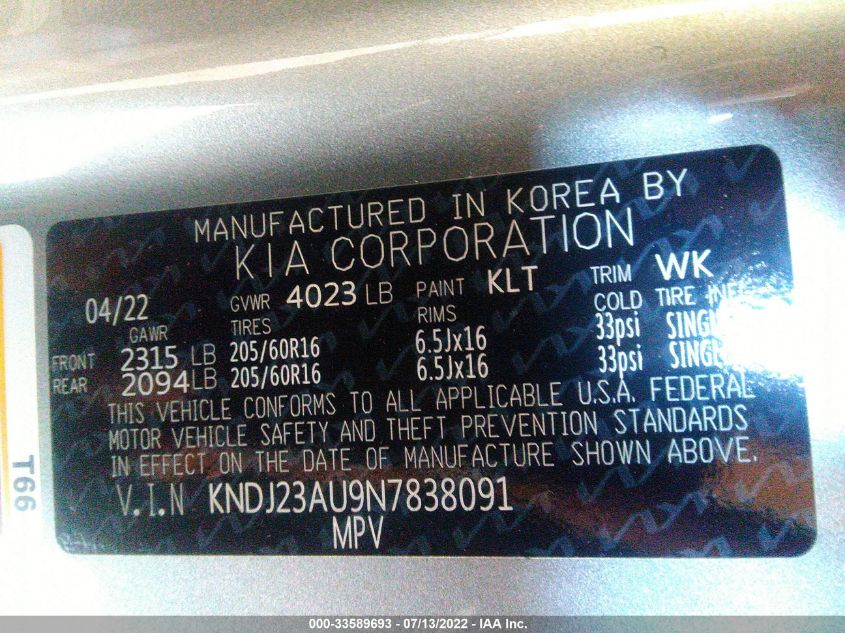 MANUFACTURED IN KOREA BY
KIA CORPORATION
04/22 GVWR 4023 LB PAINT KLT TRIM WK
GAWR TIRES RIMS COLD TIRE
FRONT 2315 LB 205/60R16 6.5Jx16 33psi
REAR 2094 LB 205/60R16 6.5Jx16 33psi
THIS VEHICLE CONFORMS TO ALL APPLICABLE U.S.A. FEDERAL
MOTOR VEHICLE SAFETY AND THEFT PREVENTION STANDARDS
IN EFFECT ON THE DATE OF MANUFACTURE SHOWN ABOVE.
V.I.N KNDJ23AU9N7838091
MPV
T66
000-33589693 - 07/13/2022 - IAA Inc.